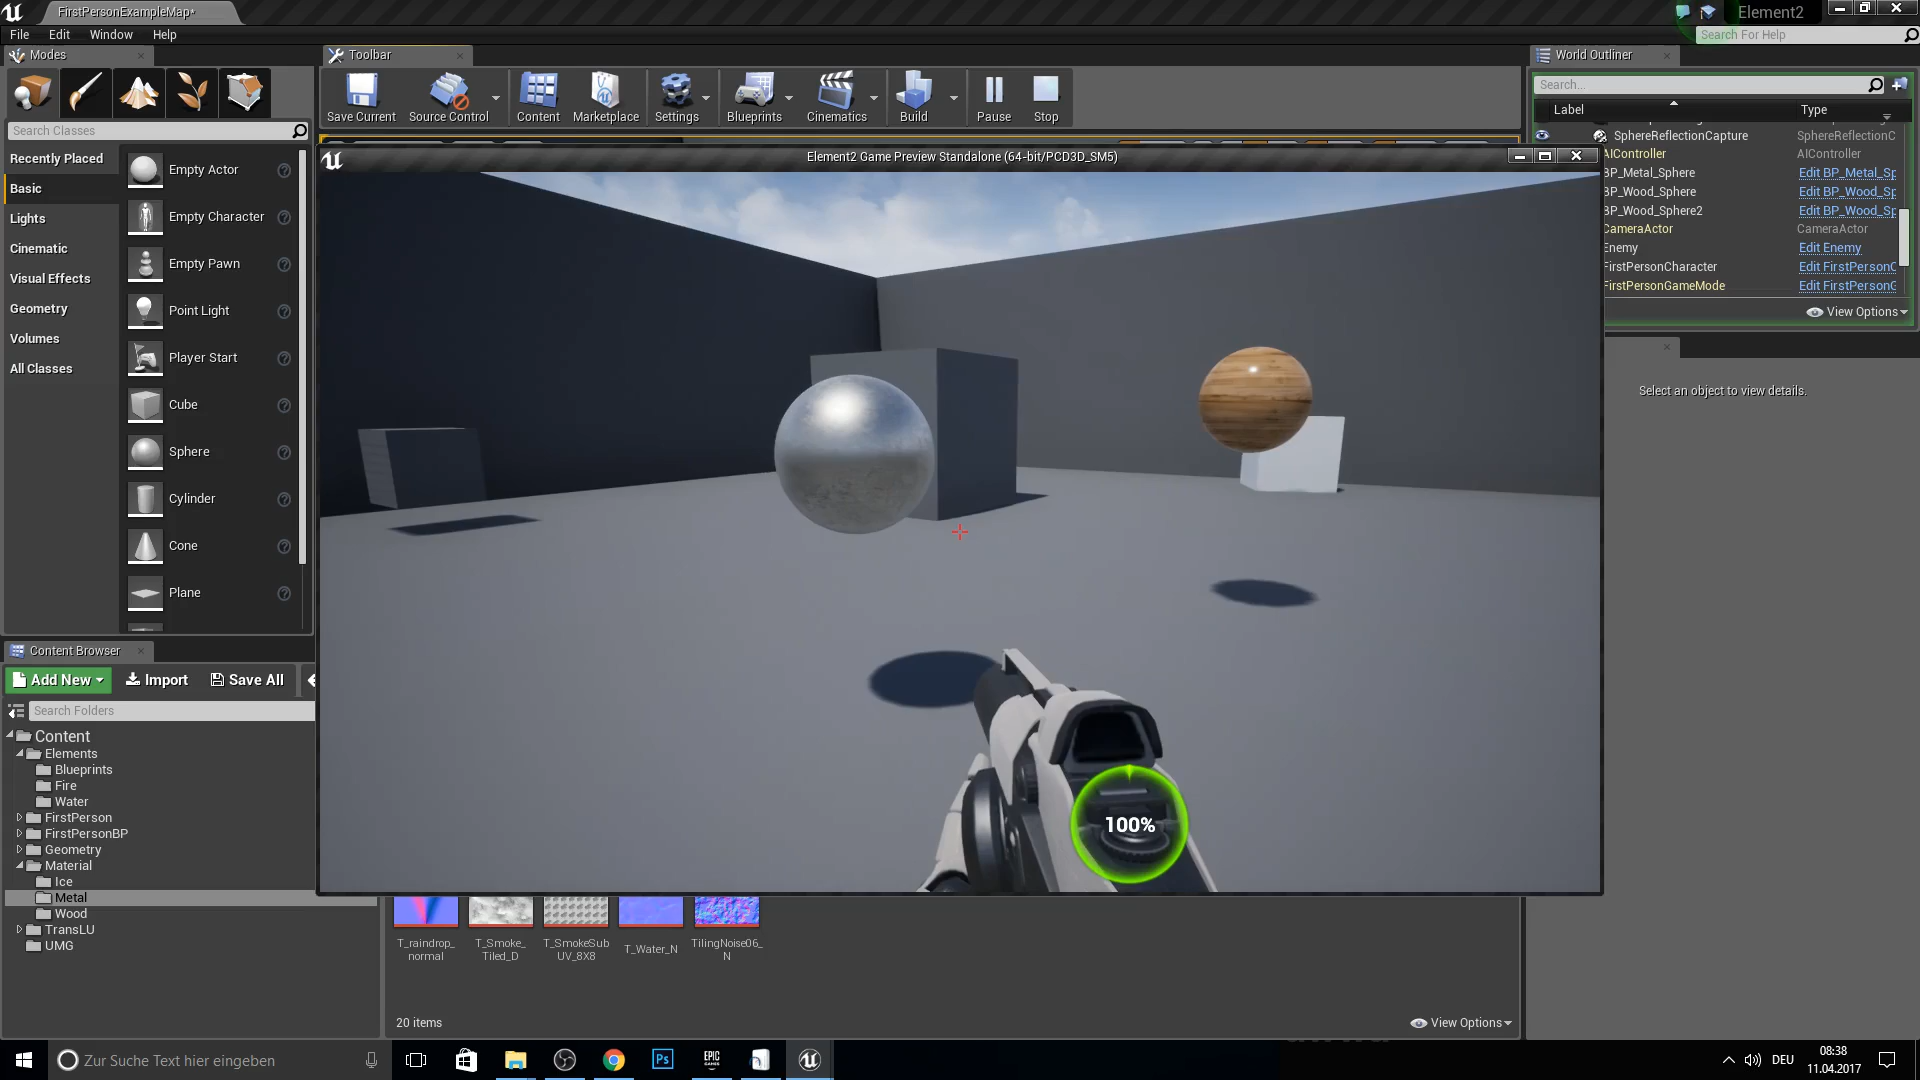 FirstPersonExampleMap*
Element2
File Edit Window Help
Search For Help
Modes
Toolbar
World Outliner
Save Current
Source Control
Content
Marketplace
Settings
Blueprints
Cinematics
Build
Pause
Stop
Search Classes
Recently Placed
Basic
Lights
Cinematic
Visual Effects
Geometry
Volumes
All Classes
Empty Actor
Empty Character
Empty Pawn
Point Light
Player Start
Cube
Sphere
Cylinder
Cone
Plane
Element2 Game Preview Standalone (64-bit/PCD3D_SM5)
100%
Search...
Label Type
SphereReflectionCapture SphereReflectionC
AIController AIController
BP_Metal_Sphere Edit BP_Metal_Sp
BP_Wood_Sphere Edit BP_Wood_Sp
BP_Wood_Sphere2 Edit BP_Wood_Sp
CameraActor CameraActor
Enemy Edit Enemy
FirstPersonCharacter Edit FirstPersonC
FirstPersonGameMode Edit FirstPersonG
View Options
Select an object to view details.
Content Browser
Add New Import Save All
Search Folders
Content
Elements
Blueprints
Fire
Water
FirstPerson
FirstPersonBP
Geometry
Material
Ice
Metal
Wood
TransLU
UMG
T_raindrop_
normal
T_Smoke_
Tiled_D
T_SmokeSub
UV_8X8
T_Water_N
TilingNoise06_
N
20 items
View Options
Zur Suche Text hier eingeben
Ps
EPIC
GAMES
DEU
08:38
11.04.2017